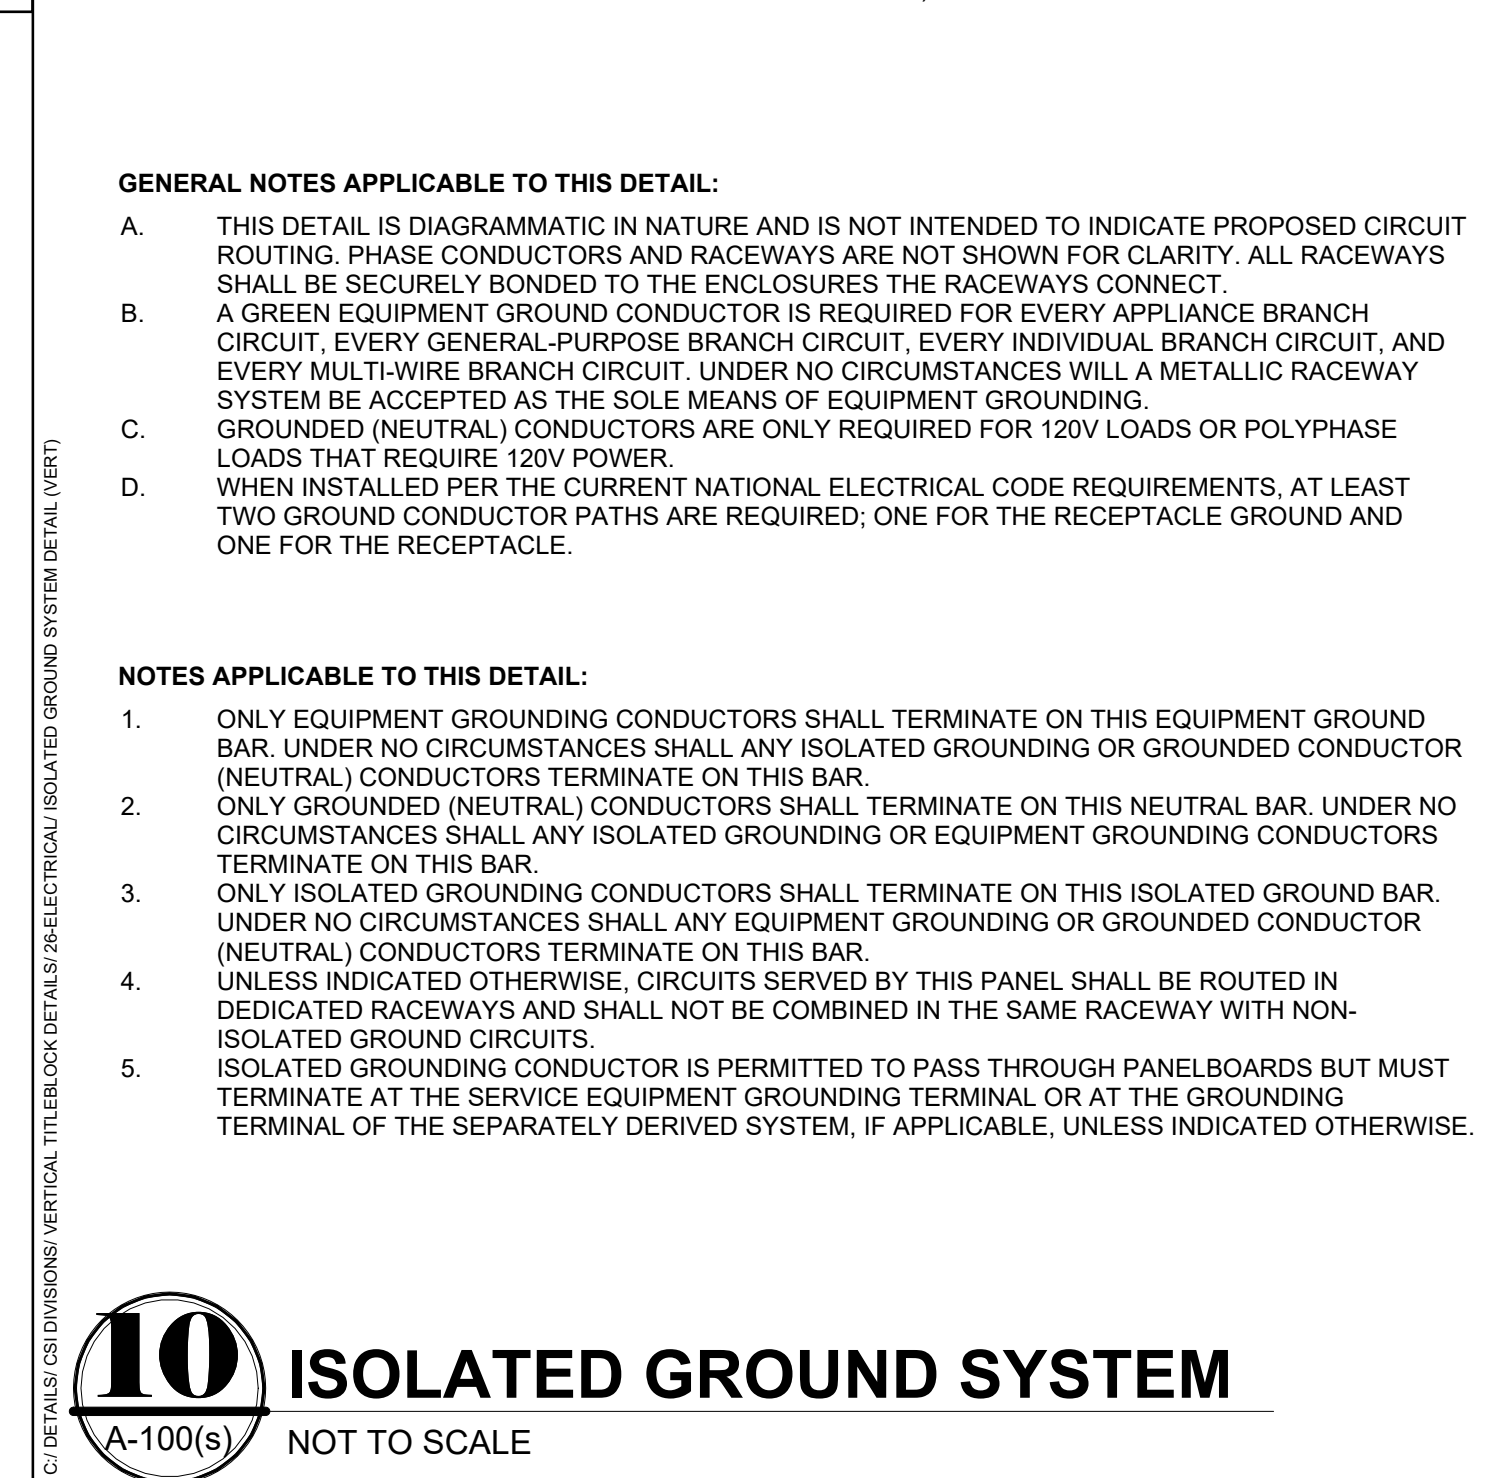 GENERAL NOTES APPLICABLE TO THIS DETAIL:
A. THIS DETAIL IS DIAGRAMMATIC IN NATURE AND IS NOT INTENDED TO INDICATE PROPOSED CIRCUIT
ROUTING. PHASE CONDUCTORS AND RACEWAYS ARE NOT SHOWN FOR CLARITY. ALL RACEWAYS
SHALL BE SECURELY BONDED TO THE ENCLOSURES THE RACEWAYS CONNECT.
B. A GREEN EQUIPMENT GROUND CONDUCTOR IS REQUIRED FOR EVERY APPLIANCE BRANCH
CIRCUIT, EVERY GENERAL-PURPOSE BRANCH CIRCUIT, EVERY INDIVIDUAL BRANCH CIRCUIT, AND
EVERY MULTI-WIRE BRANCH CIRCUIT. UNDER NO CIRCUMSTANCES WILL A METALLIC RACEWAY
SYSTEM BE ACCEPTED AS THE SOLE MEANS OF EQUIPMENT GROUNDING.
C. GROUNDED (NEUTRAL) CONDUCTORS ARE ONLY REQUIRED FOR 120V LOADS OR POLYPHASE
LOADS THAT REQUIRE 120V POWER.
D. WHEN INSTALLED PER THE CURRENT NATIONAL ELECTRICAL CODE REQUIREMENTS, AT LEAST
TWO GROUND CONDUCTOR PATHS ARE REQUIRED; ONE FOR THE RECEPTACLE GROUND AND
ONE FOR THE RECEPTACLE.
NOTES APPLICABLE TO THIS DETAIL:
1. ONLY EQUIPMENT GROUNDING CONDUCTORS SHALL TERMINATE ON THIS EQUIPMENT GROUND
BAR. UNDER NO CIRCUMSTANCES SHALL ANY ISOLATED GROUNDING OR GROUNDED CONDUCTOR
(NEUTRAL) CONDUCTORS TERMINATE ON THIS BAR.
2. ONLY GROUNDED (NEUTRAL) CONDUCTORS SHALL TERMINATE ON THIS NEUTRAL BAR. UNDER NO
CIRCUMSTANCES SHALL ANY ISOLATED GROUNDING OR EQUIPMENT GROUNDING CONDUCTORS
TERMINATE ON THIS BAR.
3. ONLY ISOLATED GROUNDING CONDUCTORS SHALL TERMINATE ON THIS ISOLATED GROUND BAR.
UNDER NO CIRCUMSTANCES SHALL ANY EQUIPMENT GROUNDING OR GROUNDED CONDUCTOR
(NEUTRAL) CONDUCTORS TERMINATE ON THIS BAR.
4. UNLESS INDICATED OTHERWISE, CIRCUITS SERVED BY THIS PANEL SHALL BE ROUTED IN
DEDICATED RACEWAYS AND SHALL NOT BE COMBINED IN THE SAME RACEWAY WITH NON-
ISOLATED GROUND CIRCUITS.
5. ISOLATED GROUNDING CONDUCTOR IS PERMITTED TO PASS THROUGH PANELBOARDS BUT MUST
TERMINATE AT THE SERVICE EQUIPMENT GROUNDING TERMINAL OR AT THE GROUNDING
TERMINAL OF THE SEPARATELY DERIVED SYSTEM, IF APPLICABLE, UNLESS INDICATED OTHERWISE.
C:/ DETAILS/ CSI DIVISIONS/ VERTICAL TITLEBLOCK DETAILS/ 26-ELECTRICAL/ ISOLATED GROUND SYSTEM DETAIL (VERT)
10
A-100(s)
ISOLATED GROUND SYSTEM
NOT TO SCALE